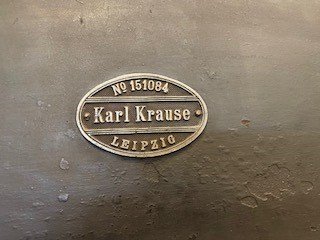 No 151084
Karl Krause
LEIPZIG